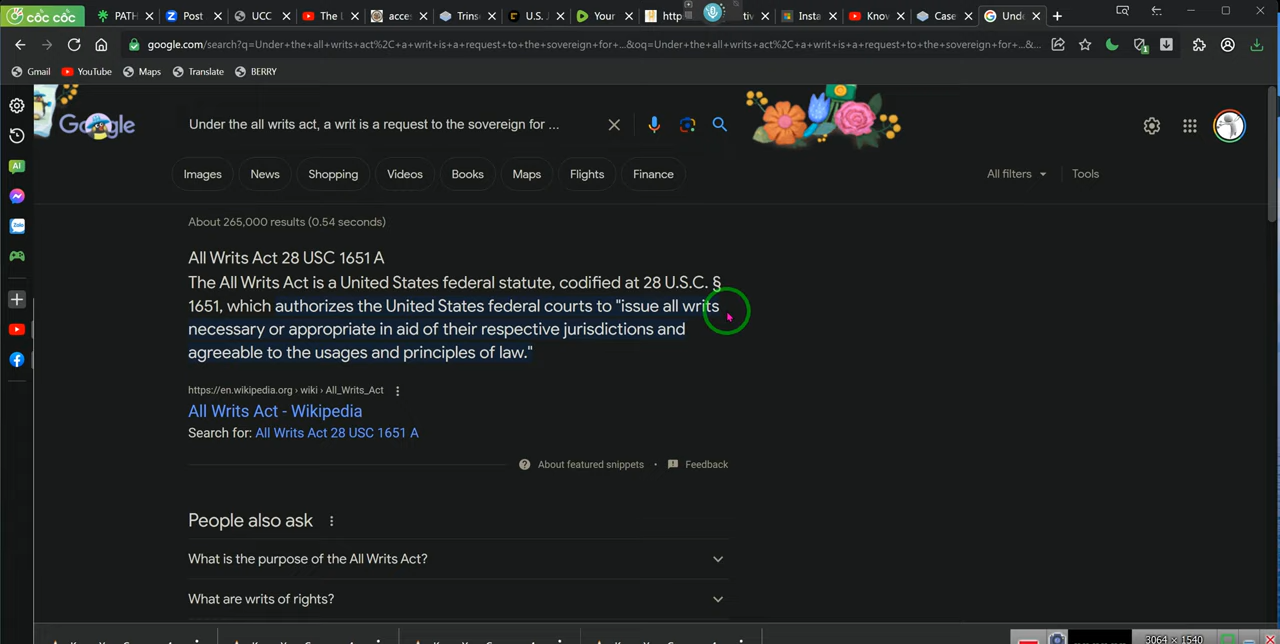 cốc cốc
PATH
Post
UCC
The L
acces
Trins
U.S. J
Your
http
tiv
Insta
Know
Case
Unde
google.com/search?q=Under+the+all+writs+act%2C+a+writ+is+a+request+to+the+sovereign+for+...&oq=Under+the+all+writs+act%2C+a+writ+is+a+request+to+the+sovereign+for+...&...
1
Gmail
YouTube
Maps
Translate
BERRY
Google
Under the all writs act, a writ is a request to the sovereign for ...
Images
News
Shopping
Videos
Books
Maps
Flights
Finance
All filters
Tools
AI
Zalo
About 265,000 results (0.54 seconds)
All Writs Act 28 USC 1651 A
The All Writs Act is a United States federal statute, codified at 28 U.S.C. §
1651, which authorizes the United States federal courts to "issue all writs
necessary or appropriate in aid of their respective jurisdictions and
agreeable to the usages and principles of law."
https://en.wikipedia.org › wiki › All_Writs_Act
All Writs Act - Wikipedia
Search for: All Writs Act 28 USC 1651 A
About featured snippets • Feedback
People also ask
What is the purpose of the All Writs Act?
What are writs of rights?
3064 × 1540